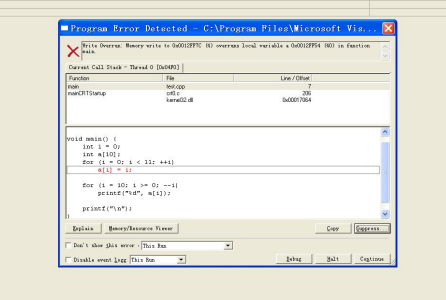 Program Error Detected - C:\Program Files\Microsoft Vis...
Write Overrun: Memory write to 0x0012FF7C (4) overruns local variable a 0x0012FF54 (40) in function
main.
Current Call Stack - Thread 0 [0x04F0]
Function File Line / Offset
main test.cpp 7
mainCRTStartup crt0.c 206
kernel32.dll 0x00017064
void main() {
int i = 0;
int a[10];
for (i = 0; i < 11; ++i)
a[i] = i;
for (i = 10; i >= 0; --i)
printf("%d", a[i]);
printf("\n");
}
Explain Memory/Resource Viewer Copy Suppress...
Don't show this error : This Run
Disable event Logg This Run Debug Halt Continue